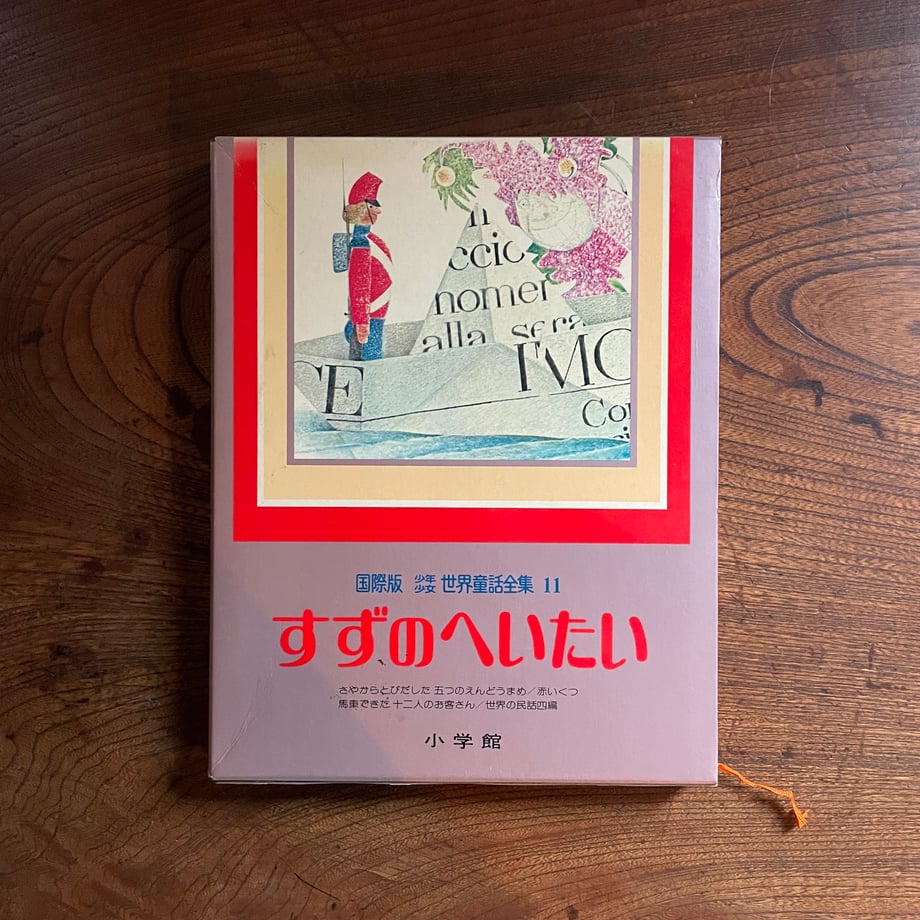 n
ccic
nomer
alla sera
CE I'MO
Co
国際版 少年少女 世界童話全集 11
すずのへいたい
さやからとびだした 五つのえんどうまめ/赤いくつ
馬車できた 十二人のお客さん/世界の民話四編
小学館